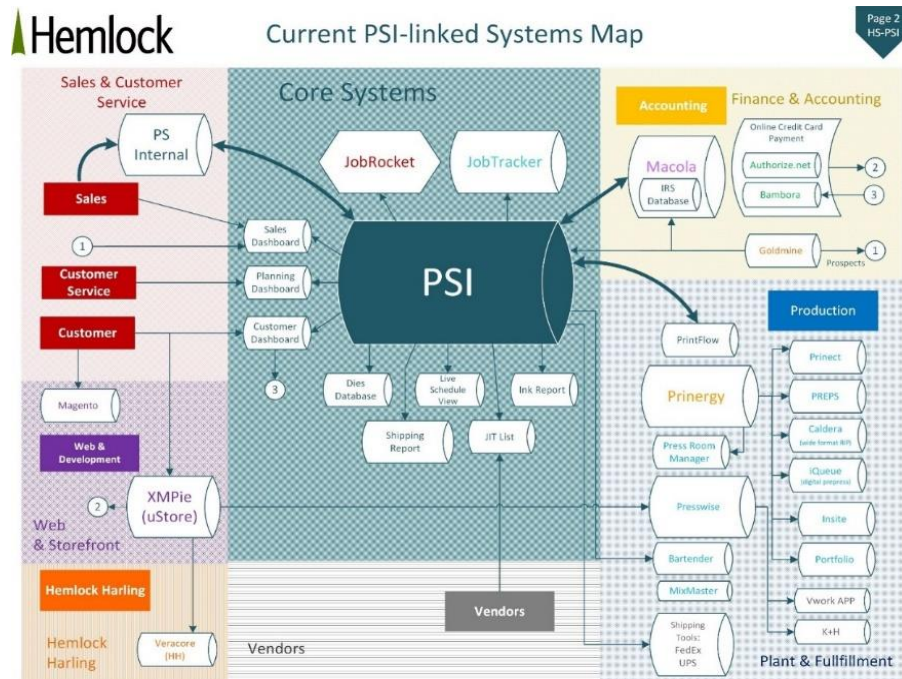 Hemlock
Current PSI-linked Systems Map
Page 2
HS-PSI
Sales & Customer
Service
PS
Internal
Sales
1
Customer
Service
Customer
Magento
Core Systems
JobRocket
JobTracker
Sales
Dashboard
Planning
Dashboard
Customer
Dashboard
3
PSI
Dies
Database
Live
Schedule
View
Ink Report
Shipping
Report
JIT List
Accounting
Finance & Accounting
Macola
IRS
Database
Online Credit Card
Payment
Authorize.net
2
Bambora
3
Goldmine
Prospects
1
Production
PrintFlow
Prinergy
Press Room
Manager
Presswise
Bartender
MixMaster
Shipping
Tools:
FedEx
UPS
Prinect
PREPS
Caldera
(wide format RIP)
iQueue
(digital prepress)
Insite
Portfolio
Vwork APP
K+H
Plant & Fullfillment
Web &
Development
2
XMPie
(uStore)
Web
& Storefront
Hemlock Harling
Hemlock
Harling
Veracore
(HH)
Vendors
Vendors